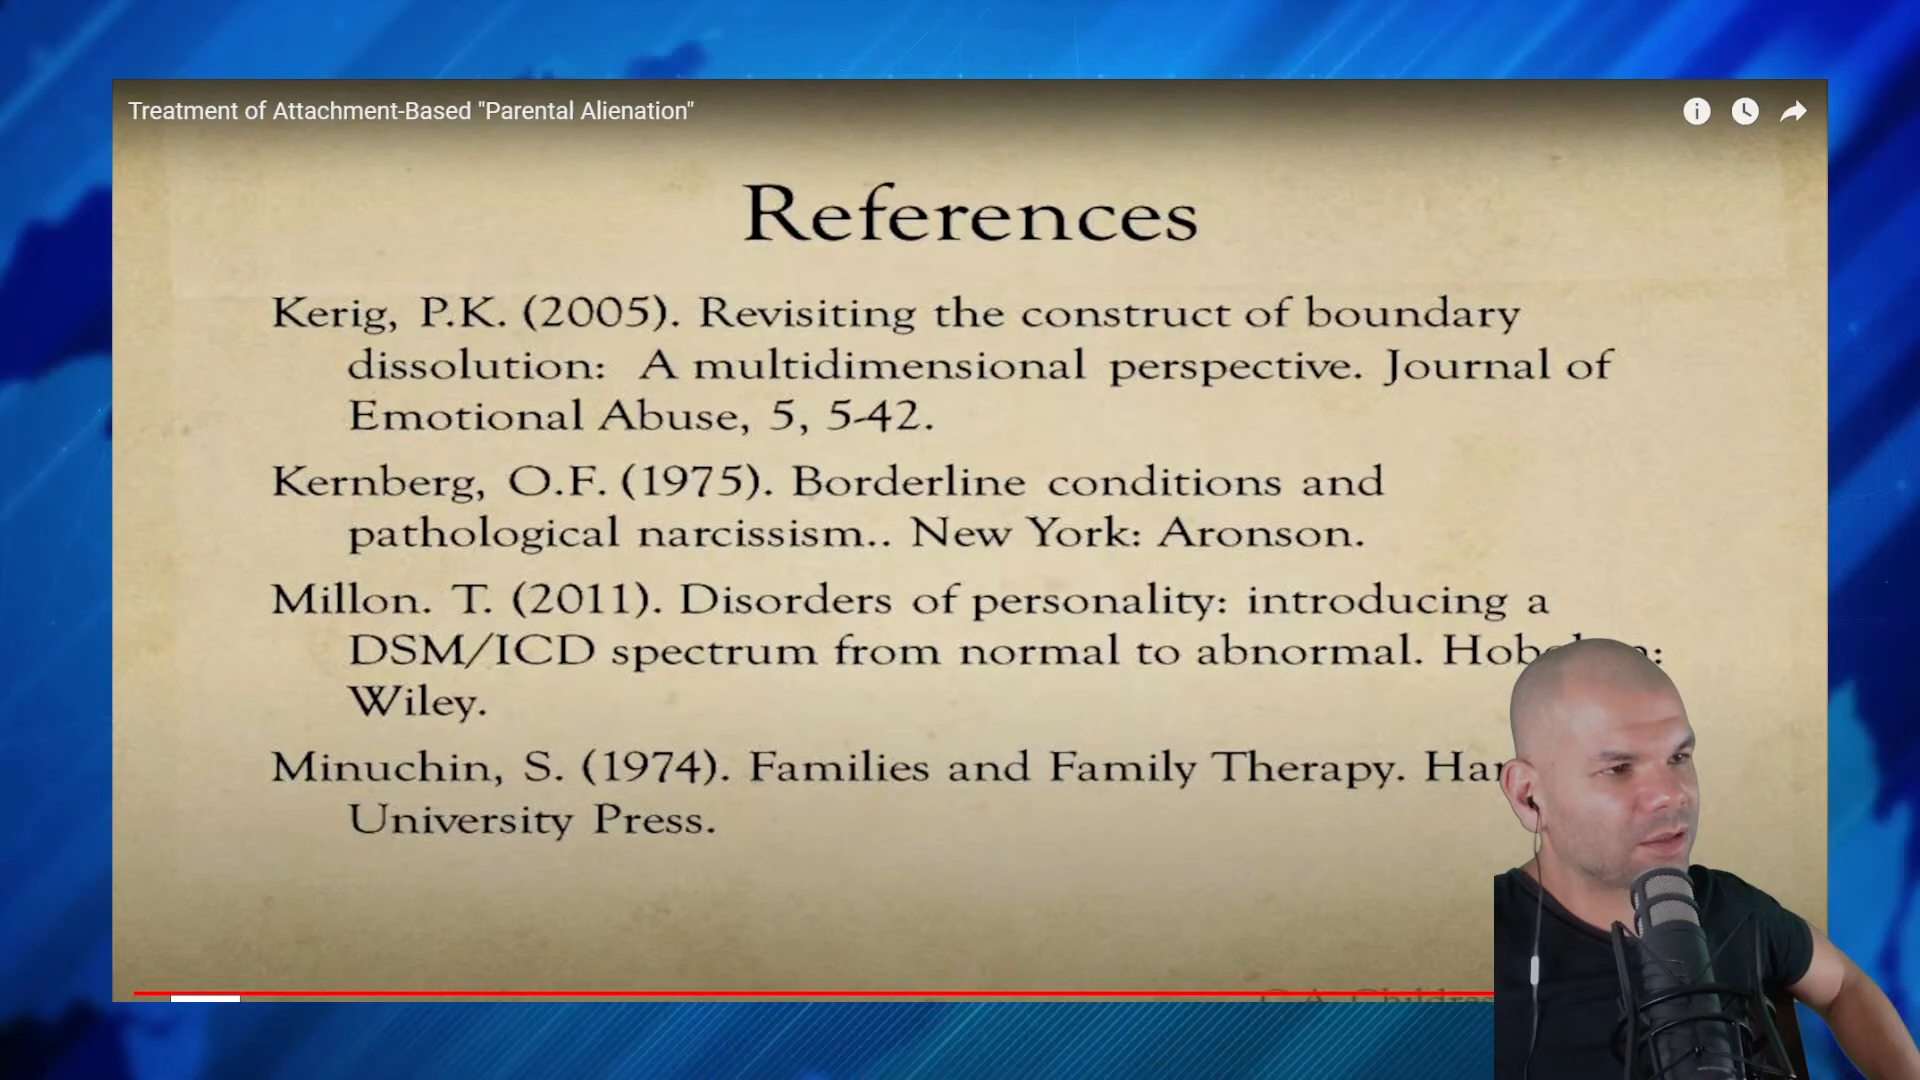 Treatment of Attachment-Based "Parental Alienation"
References
Kerig, P.K. (2005). Revisiting the construct of boundary
dissolution: A multidimensional perspective. Journal of
Emotional Abuse, 5, 5-42.
Kernberg, O.F. (1975). Borderline conditions and
pathological narcissism.. New York: Aronson.
Millon. T. (2011). Disorders of personality: introducing a
DSM/ICD spectrum from normal to abnormal.
Wiley.
Minuchin, S. (1974). Families and Family Therapy.
University Press.